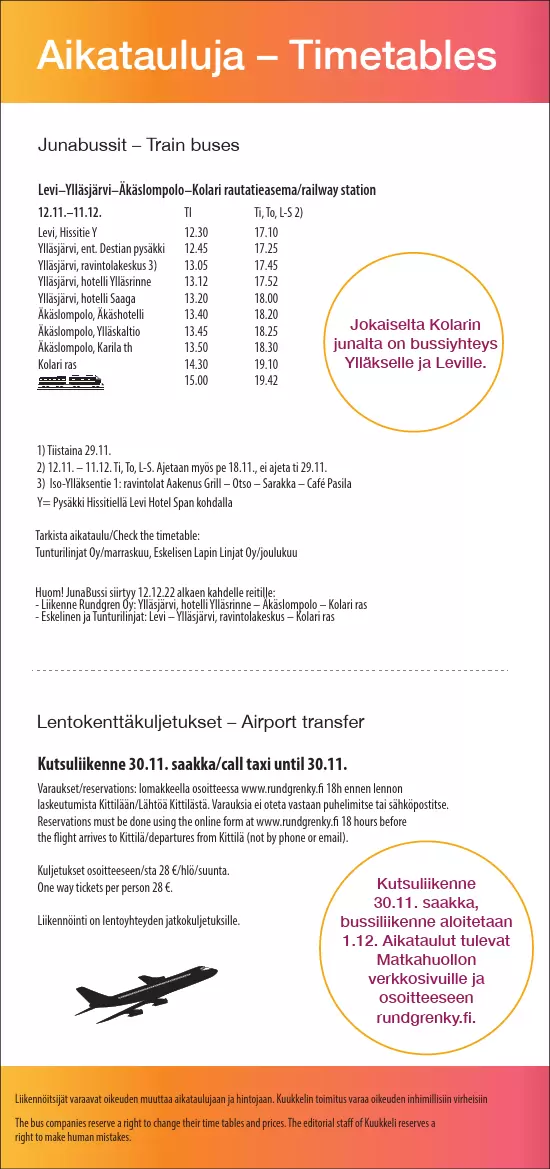 Aikatauluja – Timetables
Junabussit – Train buses
Levi–Ylläsjärvi–Äkäslompolo–Kolari rautatieasema/railway station
12.11.–11.12. TI Ti, To, L-S 2)
Levi, Hissitie Y 12.30 17.10
Ylläsjärvi, ent. Destian pysäkki 12.45 17.25
Ylläsjärvi, ravintolakeskus 3) 13.05 17.45
Ylläsjärvi, hotelli Ylläsrinne 13.12 17.52
Ylläsjärvi, hotelli Saaga 13.20 18.00
Äkäslompolo, Äkäshotelli 13.40 18.20
Äkäslompolo, Ylläskaltio 13.45 18.25
Äkäslompolo, Karila th 13.50 18.30
Kolari ras 14.30 19.10
15.00 19.42
Jokaiselta Kolarin
junalta on bussiyhteys
Ylläkselle ja Leville.
1) Tiistaina 29.11.
2) 12.11. – 11.12. Ti, To, L-S. Ajetaan myös pe 18.11., ei ajeta ti 29.11.
3) Iso-Ylläksentie 1: ravintolat Aakenus Grill – Otso – Sarakka – Café Pasila
Y= Pysäkki Hissitiellä Levi Hotel Span kohdalla
Tarkista aikataulu/Check the timetable:
Tunturilinjat Oy/marraskuu, Eskelisen Lapin Linjat Oy/joulukuu
Huom! JunaBussi siirtyy 12.12.22 alkaen kahdelle reitille:
- Liikenne Rundgren Oy: Ylläsjärvi, hotelli Ylläsrinne – Äkäslompolo – Kolari ras
- Eskelinen ja Tunturilinjat: Levi – Ylläsjärvi, ravintolakeskus – Kolari ras
Lentokenttäkuljetukset – Airport transfer
Kutsuliikenne 30.11. saakka/call taxi until 30.11.
Varaukset/reservations: lomakkeella osoitteessa www.rundgrenky.fi 18h ennen lennon
laskeutumista Kittilään/Lähtöä Kittilästä. Varauksia ei oteta vastaan puhelimitse tai sähköpostitse.
Reservations must be done using the online form at www.rundgrenky.fi 18 hours before
the flight arrives to Kittilä/departures from Kittilä (not by phone or email).
Kuljetukset osoitteeseen/sta 28 €/hlö/suunta.
One way tickets per person 28 €.
Liikennöinti on lentoyhteyden jatkokuljetuksille.
Kutsuliikenne
30.11. saakka,
bussiliikenne aloitetaan
1.12. Aikataulut tulevat
Matkahuollon
verkkosivuille ja
osoitteeseen
rundgrenky.fi.
Liikennöitsijät varaavat oikeuden muuttaa aikataulujaan ja hintojaan. Kuukkelin toimitus varaa oikeuden inhimillisiin virheisiin
The bus companies reserve a right to change their time tables and prices. The editorial staff of Kuukkeli reserves a
right to make human mistakes.